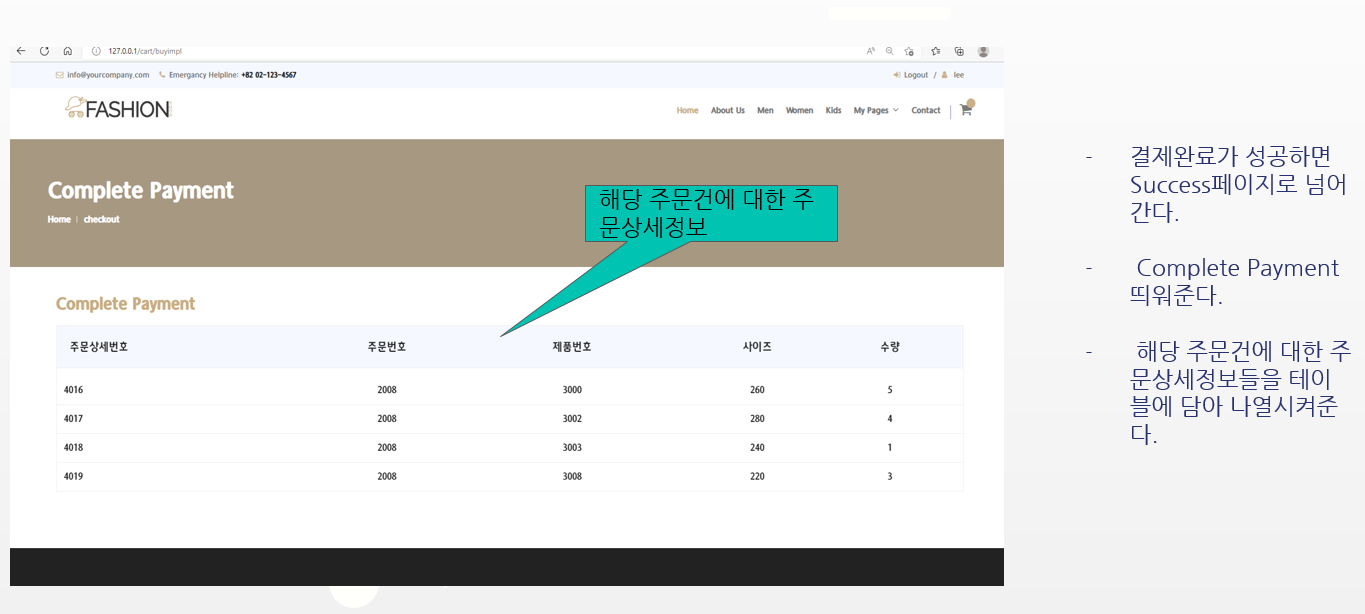 127.0.0.1/cart/buyimpl
info@yourcompany.com Emergancy Helpline: +82 02-123-4567 Logout / lee
FASHION Home About Us Men Women Kids My Pages Contact
Complete Payment
Home | checkout
해당 주문건에 대한 주
문상세정보
Complete Payment
주문상세번호 주문번호 제품번호 사이즈 수량
4016 2008 3000 260 5
4017 2008 3002 280 4
4018 2008 3003 240 1
4019 2008 3008 220 3
- 결제완료가 성공하면
Success페이지로 넘어
간다.
- Complete Payment
띄워준다.
- 해당 주문건에 대한 주
문상세정보들을 테이
블에 담아 나열시켜준
다.